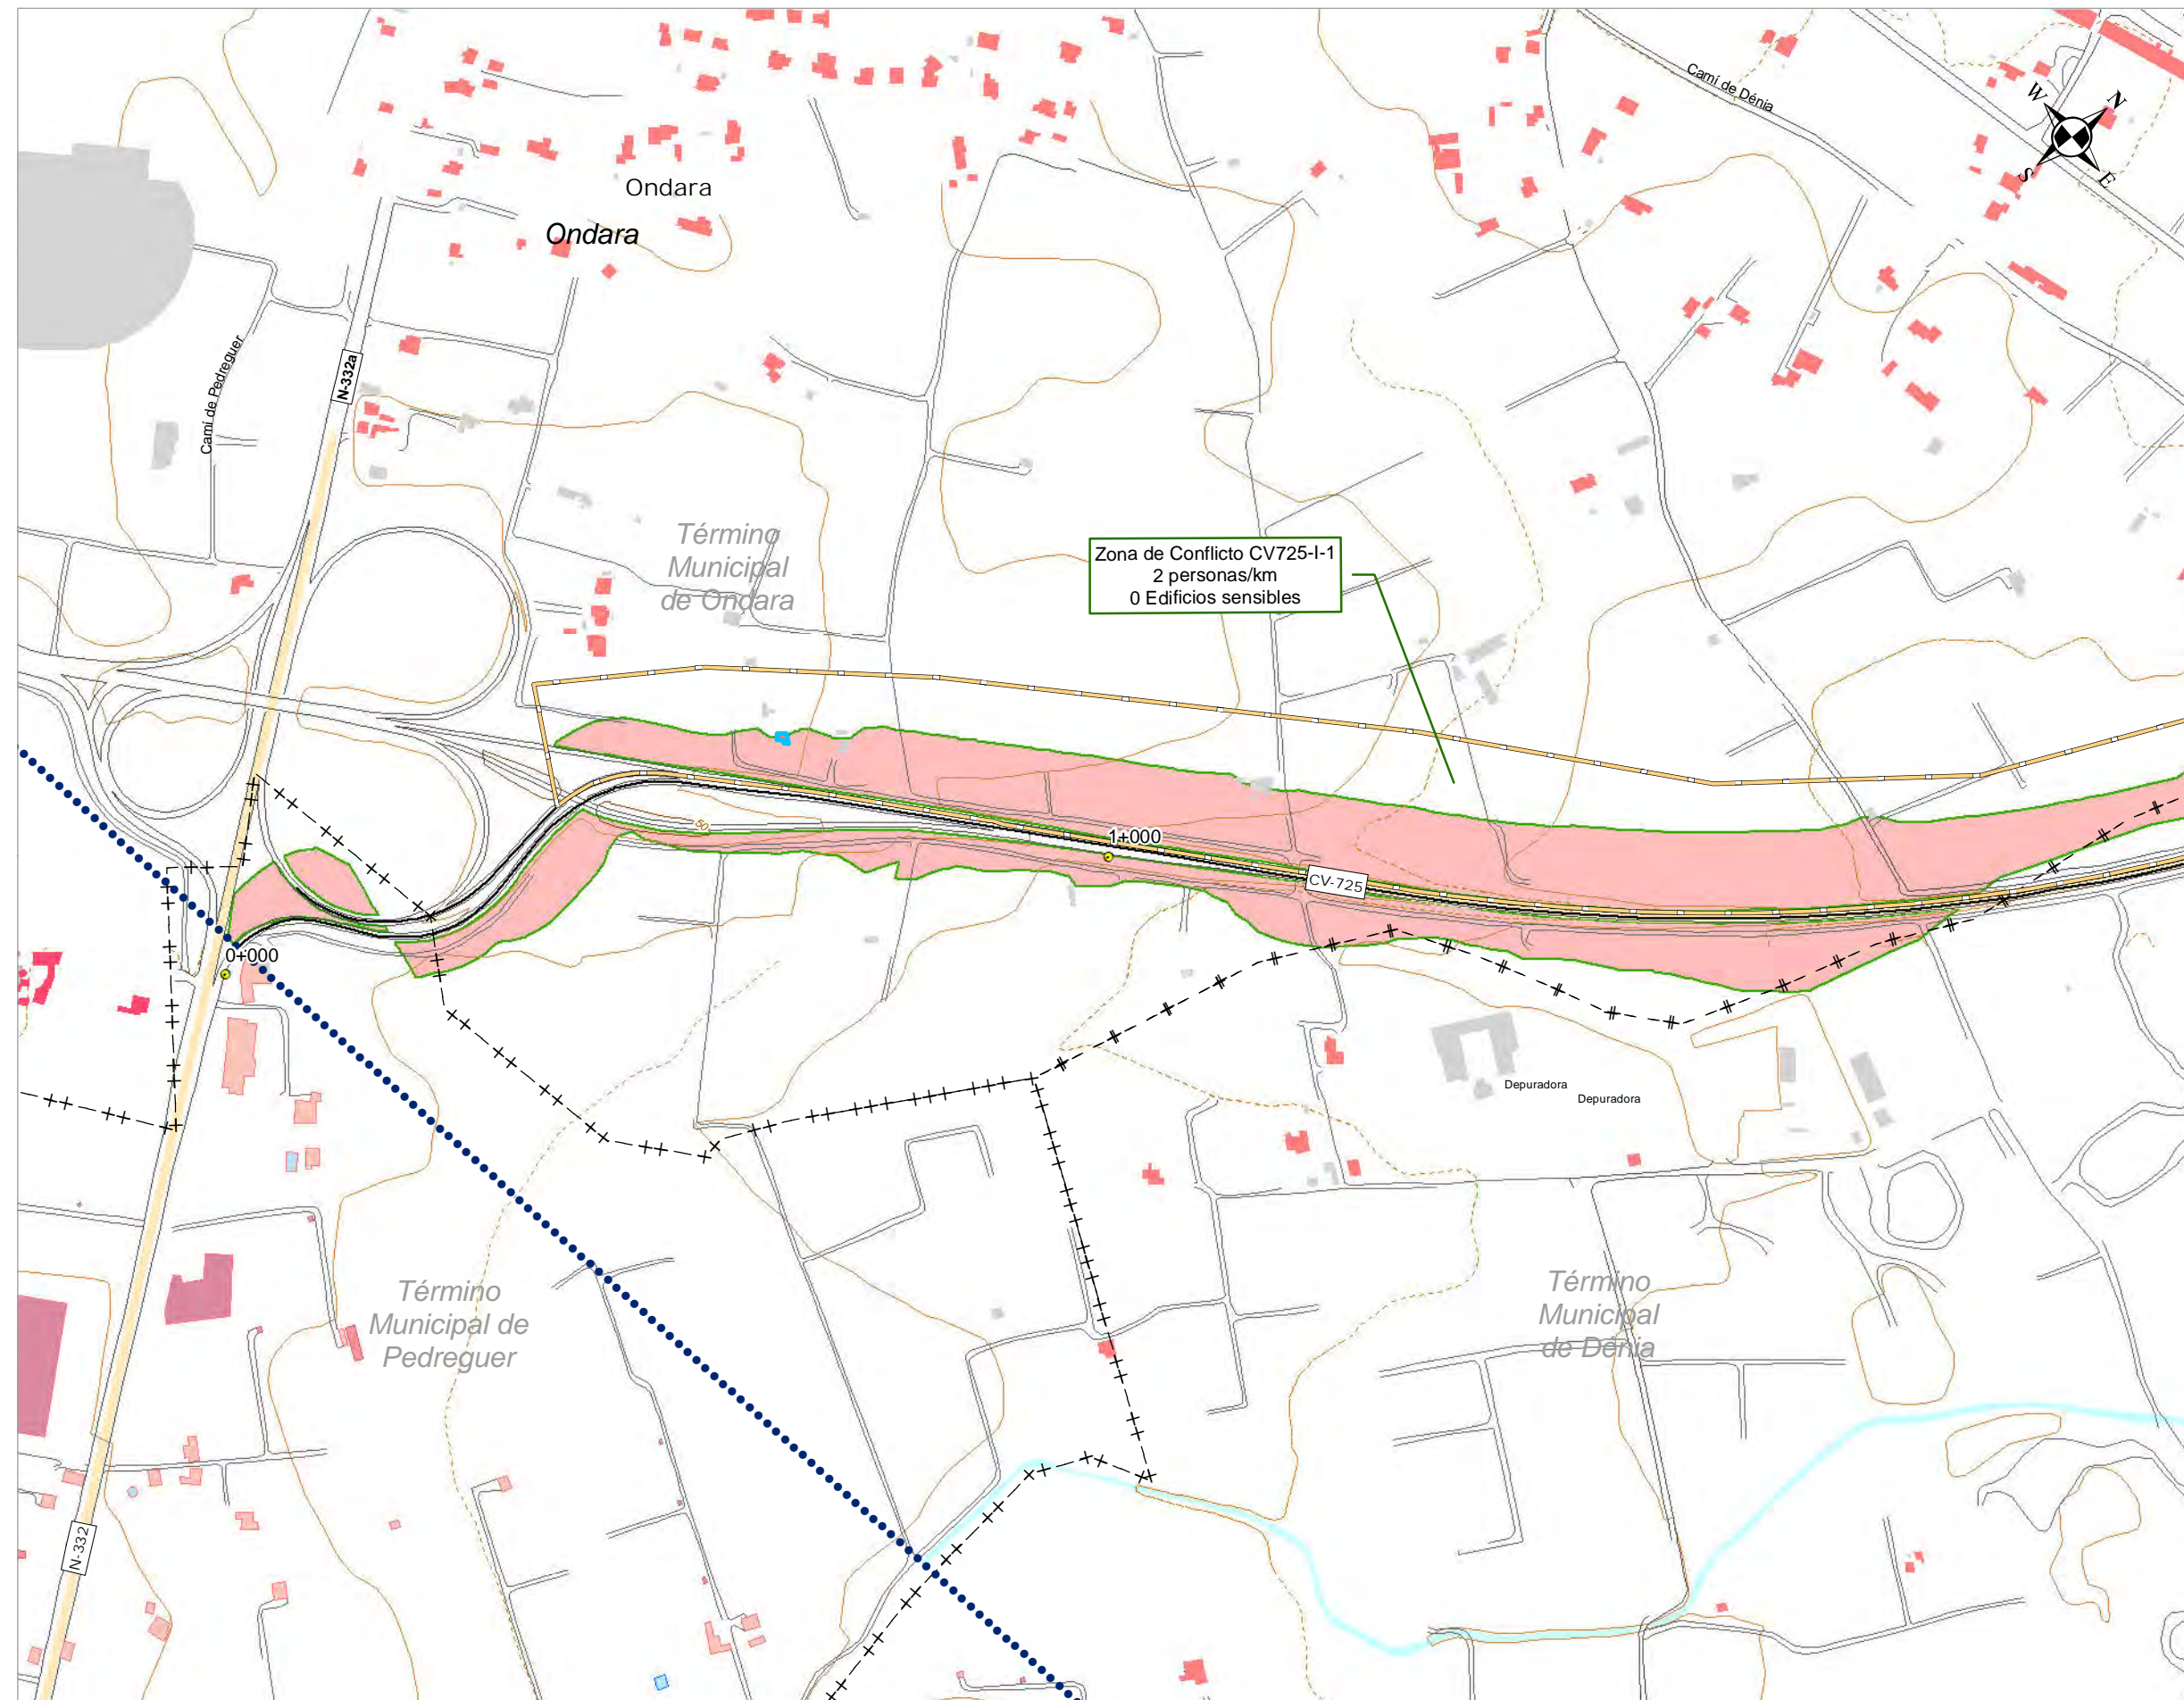 Camí de Dénia
W
N
S
E
Ondara
Ondara
Camí de Pedreguer
N-332a
Término
Municipal
de Ondara
Zona de Conflicto CV725-I-1
2 personas/km
0 Edificios sensibles
50
1+000
CV-725
0+000
Depuradora
Depuradora
Término
Municipal de
Pedreguer
Término
Municipal
de Dénia
N-332